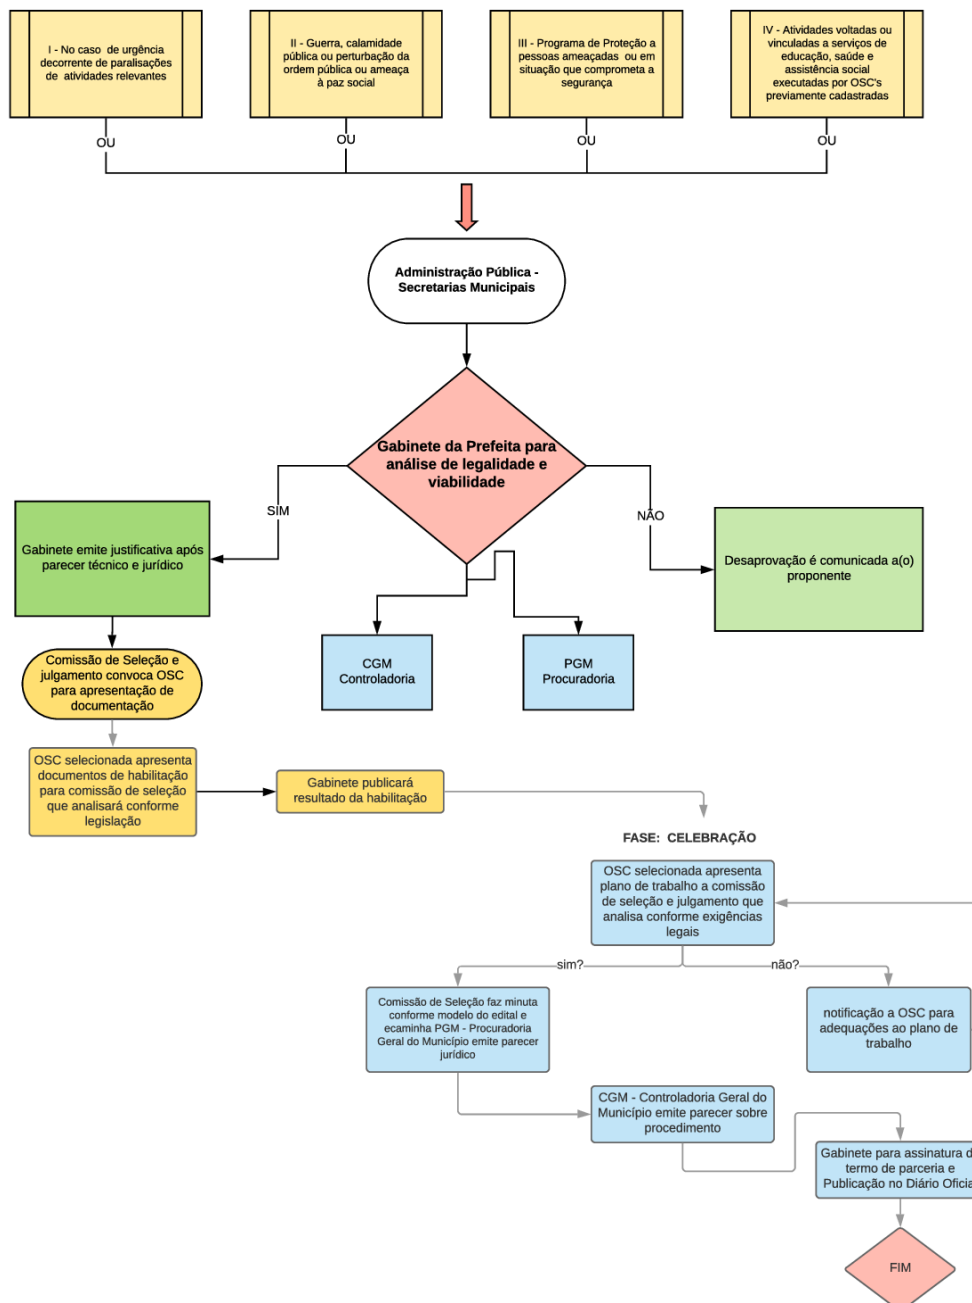 I - No caso  de urgência
decorrente de paralisações
de  atividades relevantes
II - Guerra, calamidade
pública ou perturbação da
ordem pública ou ameaça
à paz social
III - Programa de Proteção a
pessoas ameaçadas  ou em
situação que comprometa a
segurança
IV - Atividades voltadas ou
vinculadas a serviços de
educação, saúde e
assistência social
executadas por OSC's
previamente cadastradas
OU
OU
OU
OU
Administração Pública -
Secretarias Municipais
Gabinete da Prefeita para
análise de legalidade e
viabilidade
SIM
NÃO
Gabinete emite justificativa após
parecer técnico e jurídico
Desaprovação é comunicada a(o)
proponente
CGM
Controladoria
PGM
Procuradoria
Comissão de Seleção e
julgamento convoca OSC
para apresentação de
documentação
OSC selecionada apresenta
documentos de habilitação
para comissão de seleção
que analisará conforme
legislação
Gabinete publicará
resultado da habilitação
FASE:  CELEBRAÇÃO
OSC selecionada apresenta
plano de trabalho a comissão
de seleção e julgamento que
analisa conforme exigências
legais
sim?
não?
Comissão de Seleção faz minuta
conforme modelo do edital e
ecaminha PGM - Procuradoria
Geral do Município emite parecer
jurídico
notificação a OSC para
adequações ao plano de
trabalho
CGM - Controladoria Geral do
Município emite parecer sobre
procedimento
Gabinete para assinatura d
termo de parceria e
Publicação no Diário Oficia
FIM